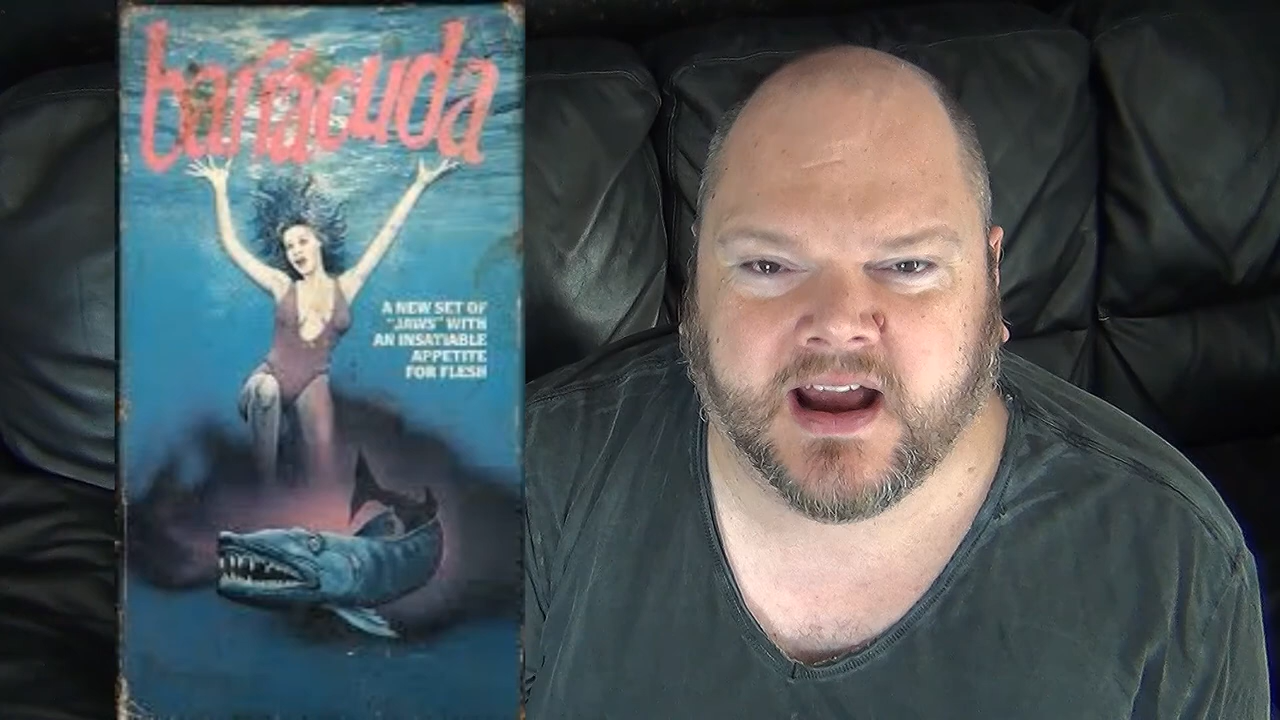 barracuda
A NEW SET OF
"JAWS" WITH
AN INSATIABLE
APPETITE
FOR FLESH